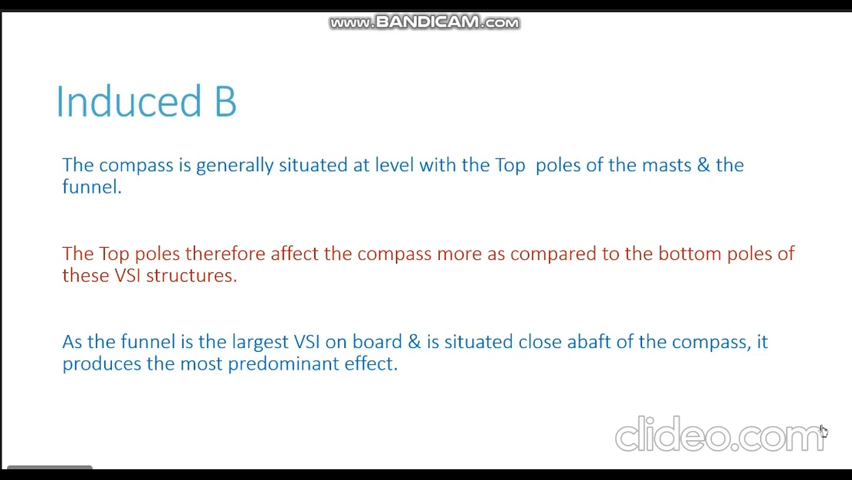 www.BANDICAM.com
Induced B
The compass is generally situated at level with the Top poles of the masts & the
funnel.
The Top poles therefore affect the compass more as compared to the bottom poles of
these VSI structures.
As the funnel is the largest VSI on board & is situated close abaft of the compass, it
produces the most predominant effect.
clideo.com